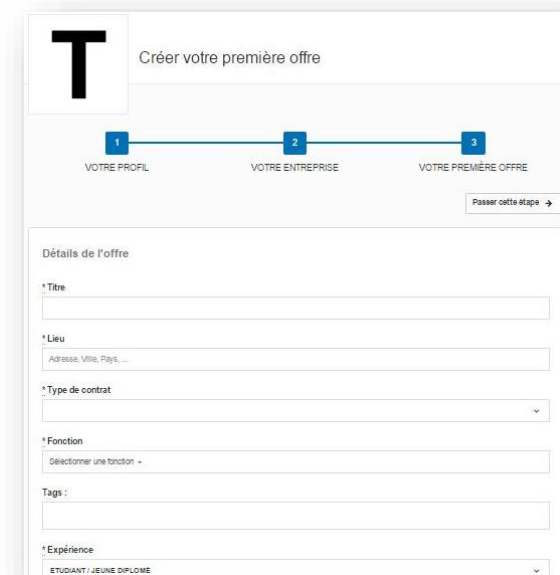 T
Créer votre première offre
1
2
3
VOTRE PROFIL
VOTRE ENTREPRISE
VOTRE PREMIÈRE OFFRE
Passer cette étape →
Détails de l'offre
* Titre
* Lieu
Adresse, Ville, Pays, ...
* Type de contrat
* Fonction
Sélectionner une fonction
Tags :
* Expérience
ETUDIANT / JEUNE DIPLOMÉ